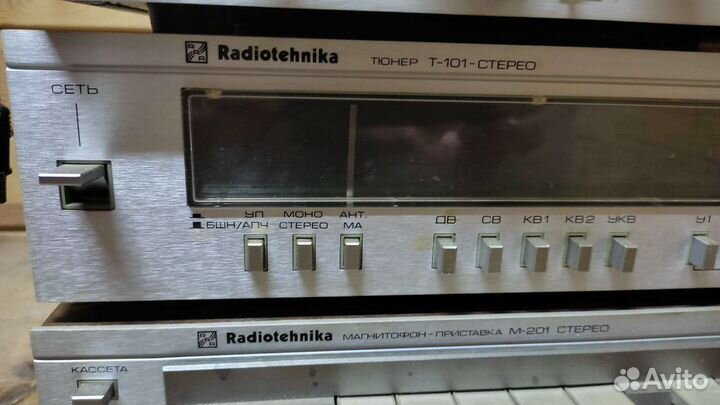 Radiotehnika ТЮНЕР Т-101-СТЕРЕО
СЕТЬ
УП МОНО АНТ.
БШН/АПЧ СТЕРЕО МА
ДВ СВ КВ1 КВ2 УКВ У1
Radiotehnika МАГНИТОФОН-ПРИСТАВКА М-201 СТЕРЕО
КАССЕТА
Avito